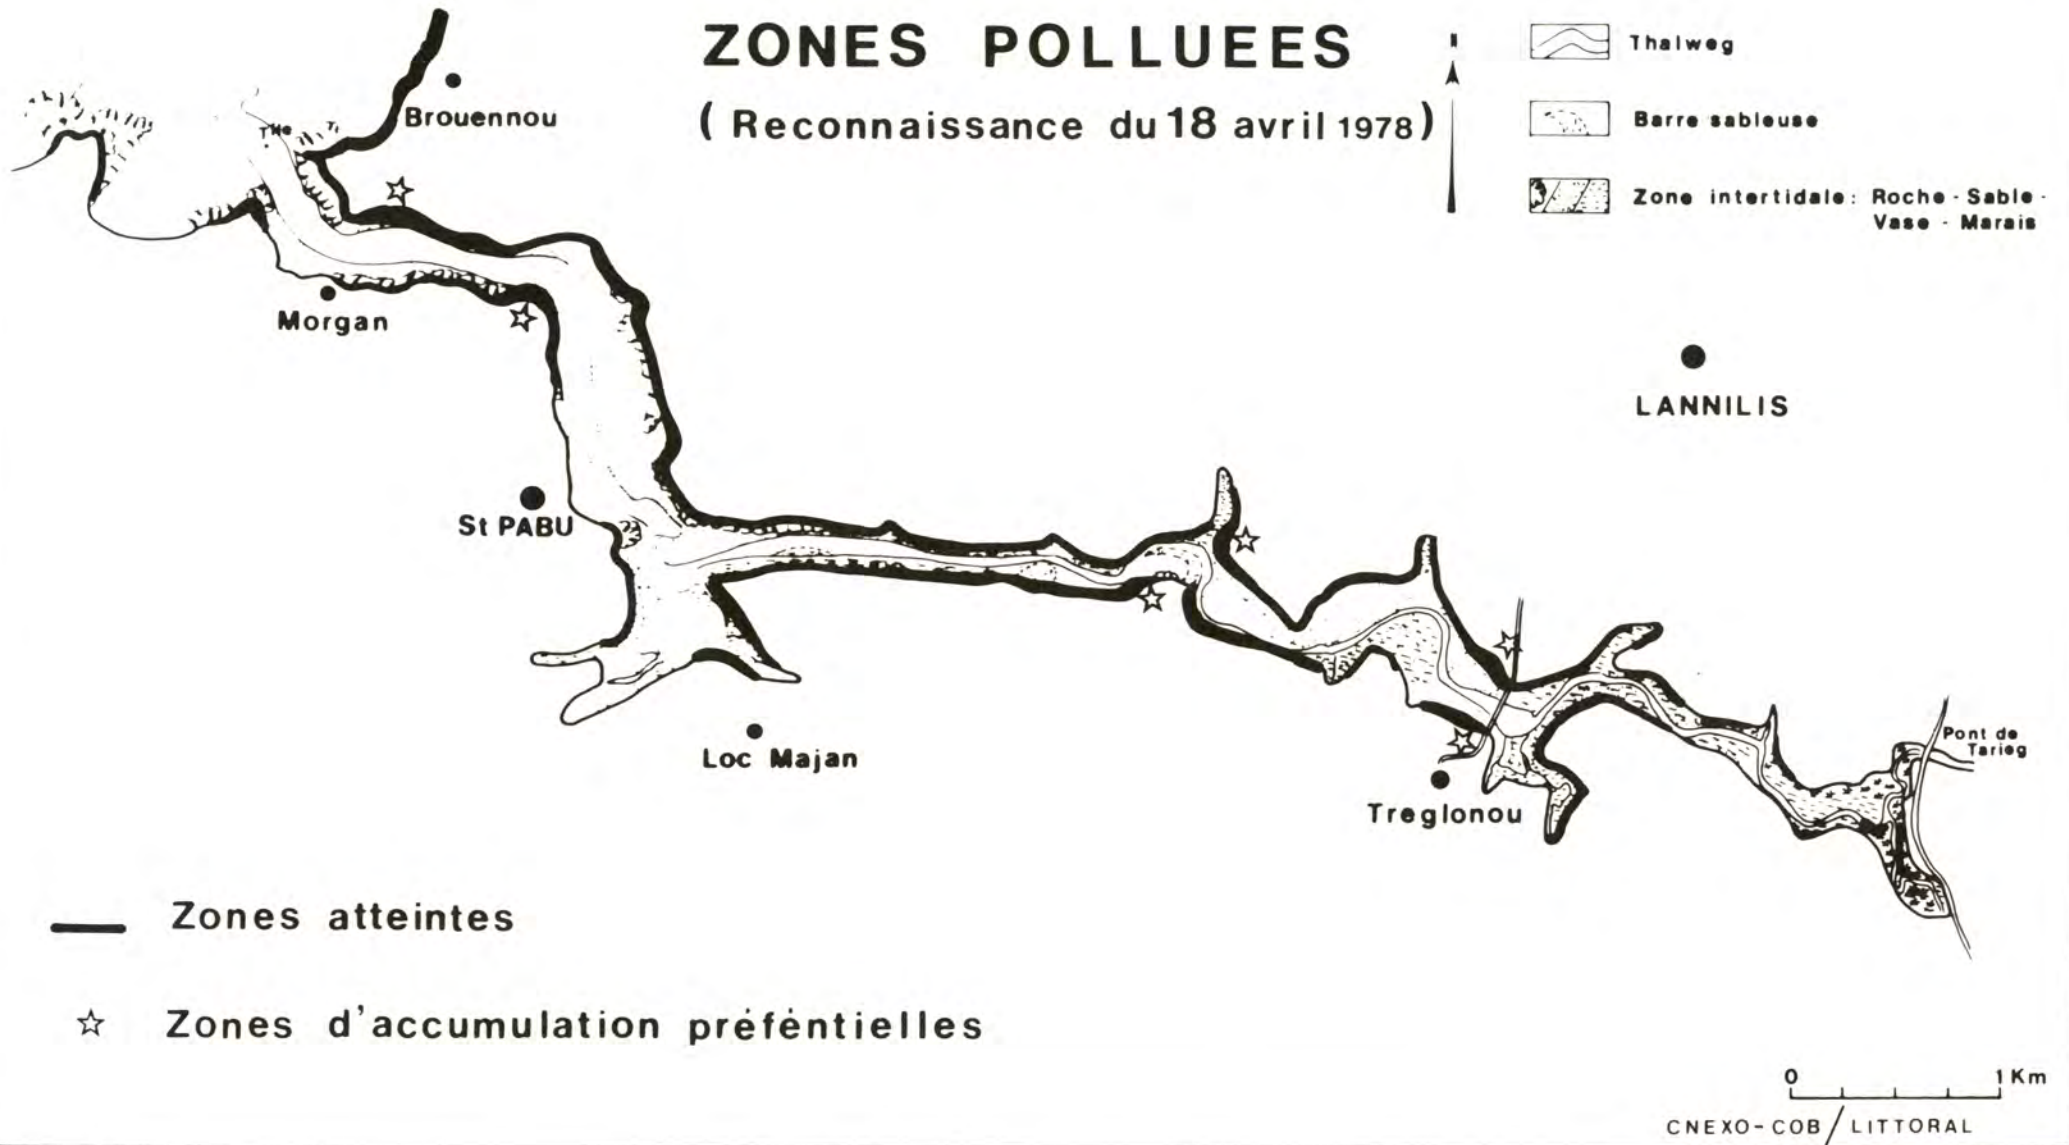 ZONES POLLUEES
( Reconnaissance du 18 avril 1978 )
Thalweg
Barre sableuse
Zone intertidale : Roche - Sable -
Vase - Marais
Brouennou
Morgan
LANNILIS
St PABU
Loc Majan
Treglonou
Pont de
Tarieg
Zones atteintes
Zones d'accumulation préféntielles
0 1 Km
CNEXO-COB / LITTORAL